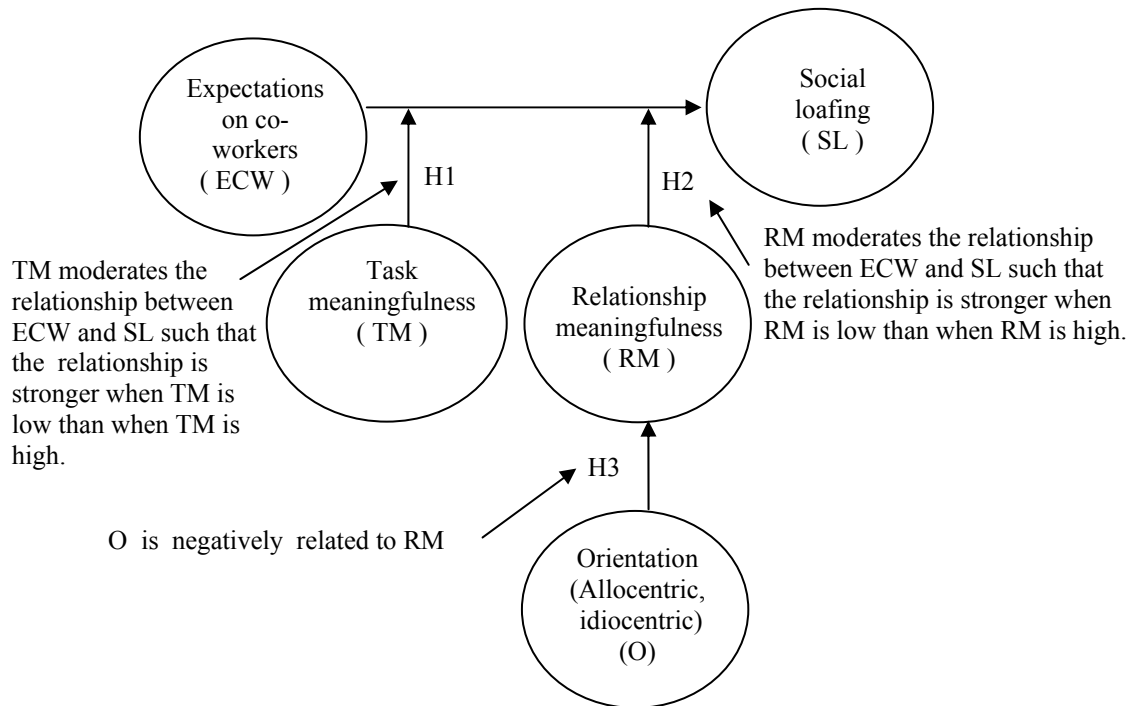 Expectations
on co-
workers
( ECW )
Social
loafing
( SL )
H1
H2
TM moderates the
relationship between
ECW and SL such that
the relationship is
stronger when TM is
low than when TM is
high.
Task
meaningfulness
( TM )
Relationship
meaningfulness
( RM )
RM moderates the relationship
between ECW and SL such that
the relationship is stronger when
RM is low than when RM is high.
H3
O is negatively related to RM
Orientation
(Allocentric,
idiocentric)
(O)